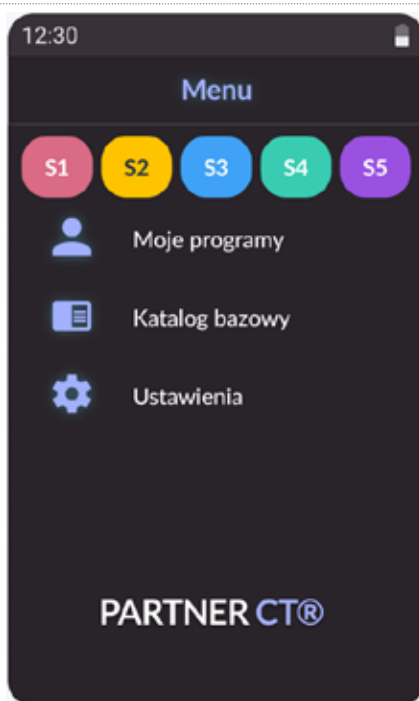 12:30
Menu
S1 S2 S3 S4 S5
Moje programy
Katalog bazowy
Ustawienia
PARTNER CT®